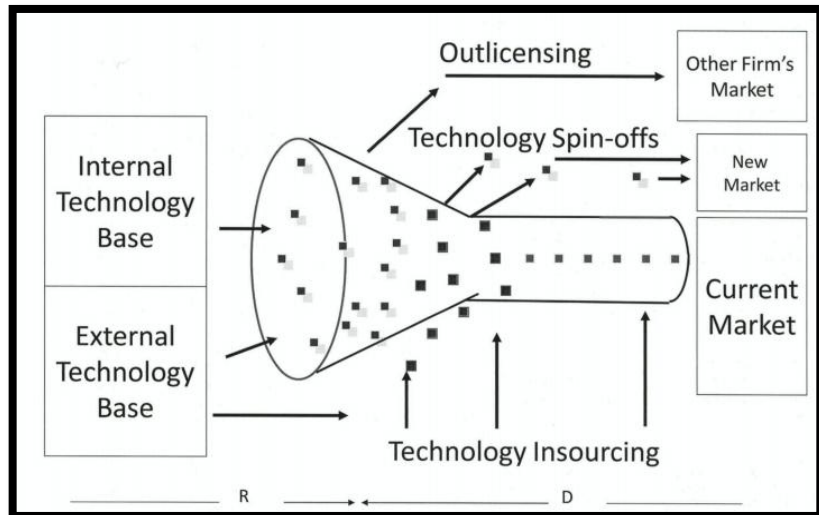 Outlicensing
Other Firm's
Market
Technology Spin-offs
New
Market
Internal
Technology
Base
External
Technology
Base
Current
Market
Technology Insourcing
R
D